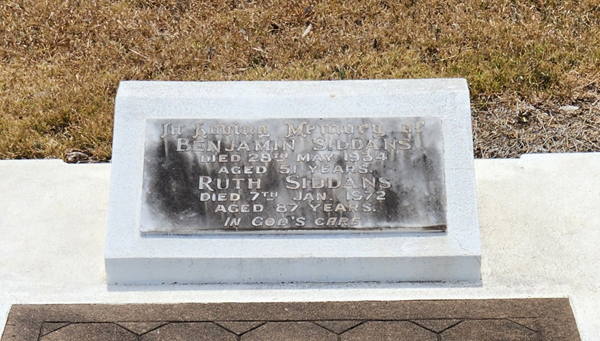 In Loving Memory of
BENJAMIN SIDDANS
DIED 28TH MAY 1934
AGED 51 YEARS.
RUTH SIDDANS
DIED 7TH JAN. 1972
AGED 87 YEARS.
IN GOD'S CARE